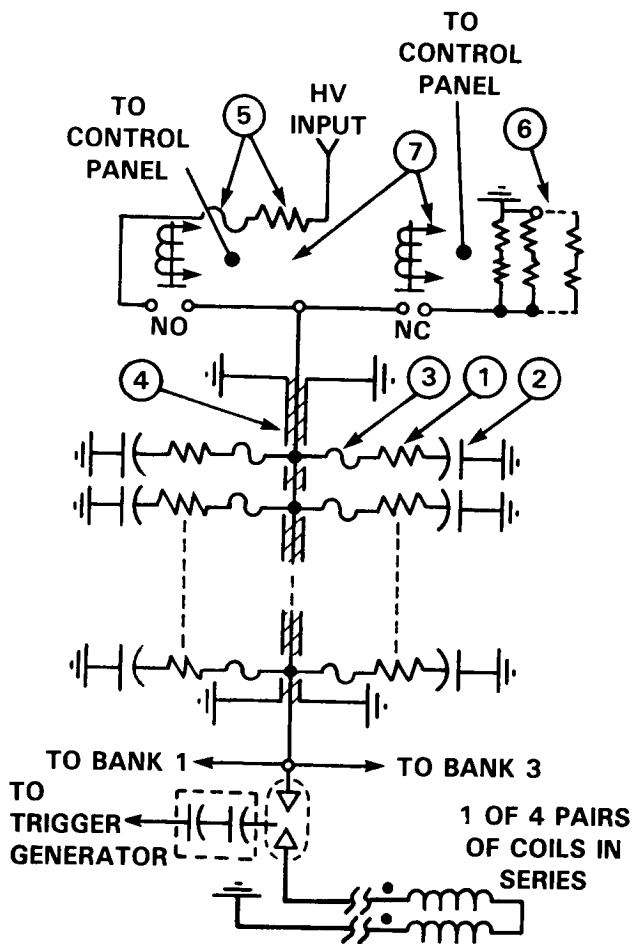 TO
CONTROL
PANEL
HV
INPUT
TO
CONTROL
PANEL
5
6
7
NO
NC
4
3
1
2
TO BANK 1
TO BANK 3
TO
TRIGGER
GENERATOR
1 OF 4 PAIRS
OF COILS IN
SERIES